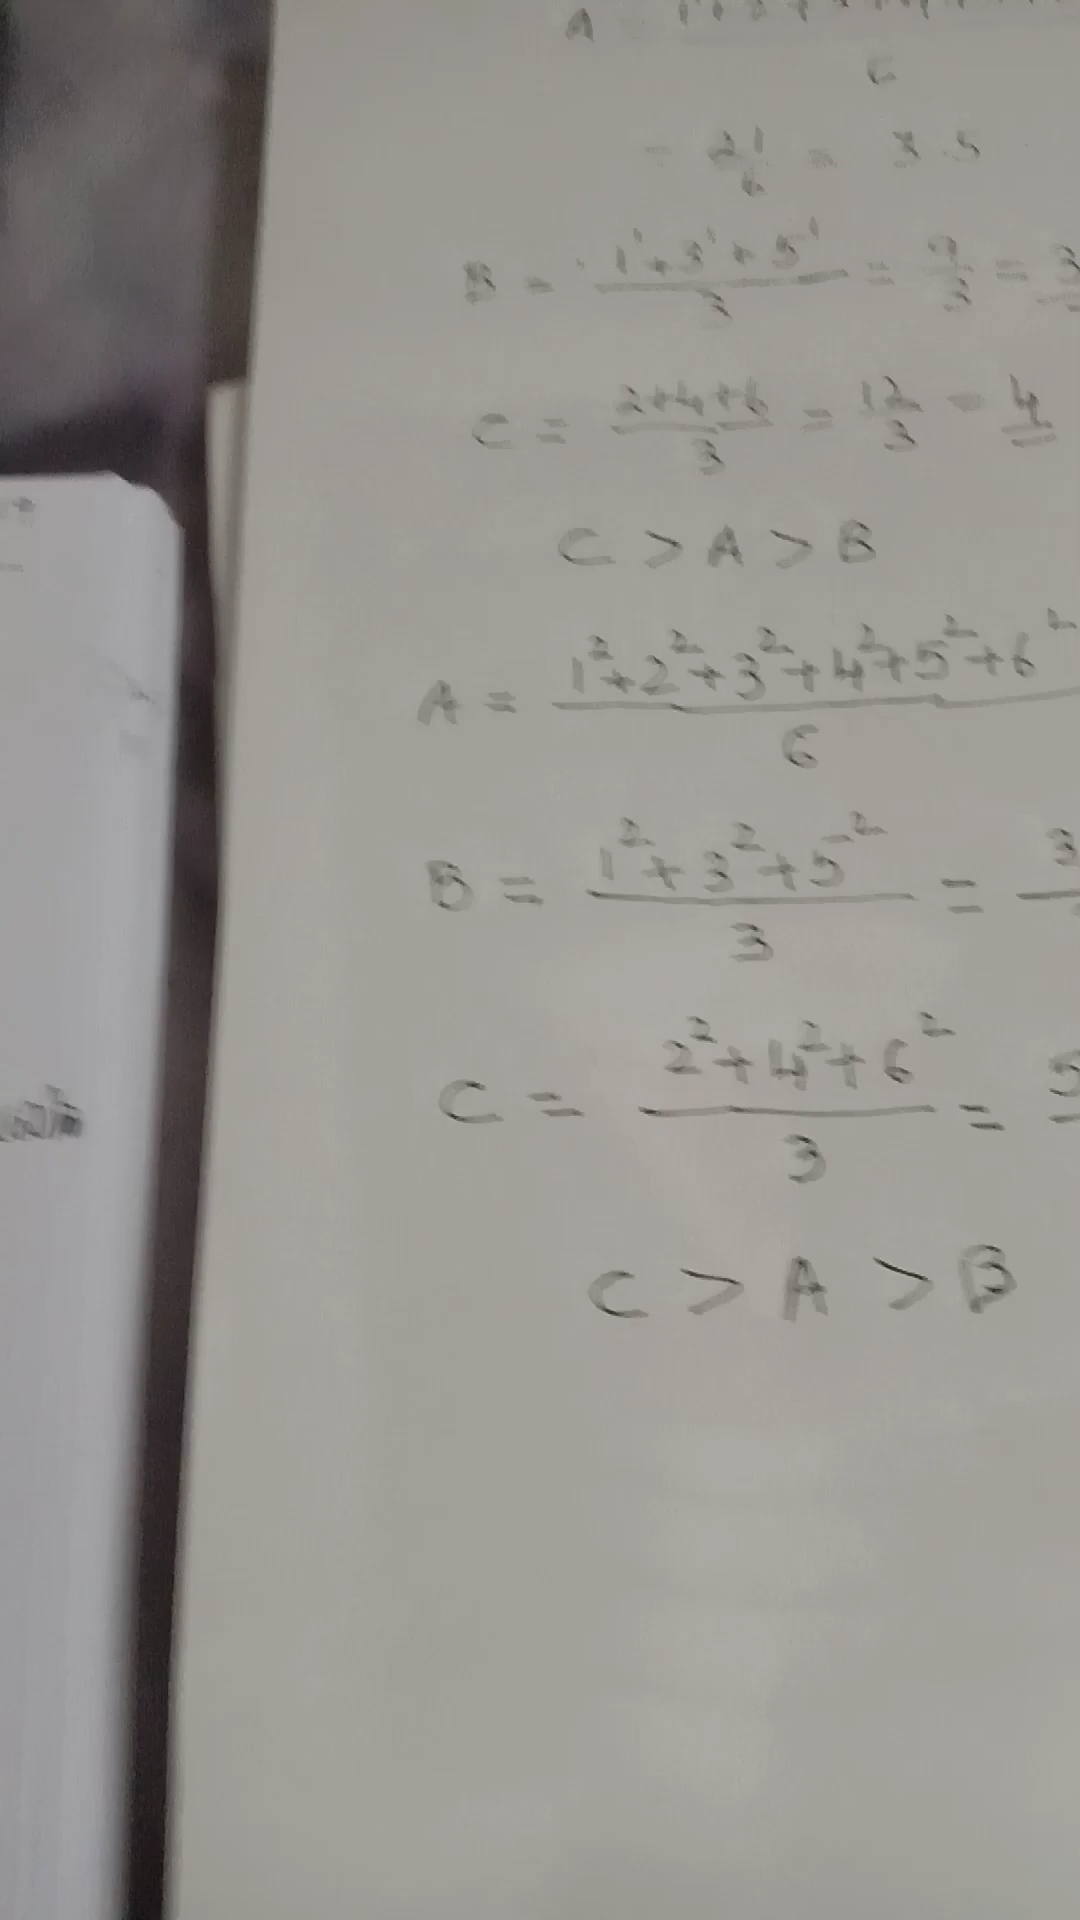 A
6
= 21/6 = 3.5
B = (1¹+3¹+5¹)/3 = 9/3 = 3
C = (2+4+6)/3 = 12/3 = 4
C > A > B
A = (1²+2²+3²+4²+5²+6²)/6
B = (1²+3²+5²)/3 = 3
C = (2²+4²+6²)/3 = 5
C > A > B